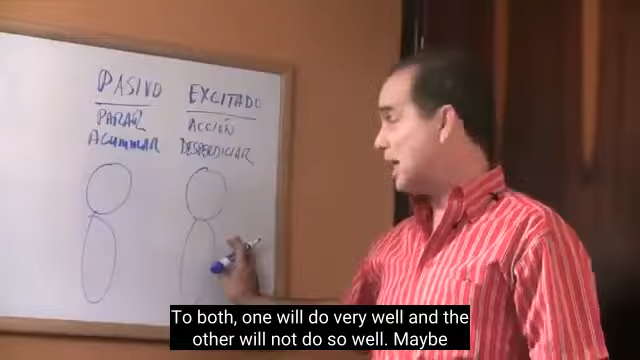 PASIVO
PARAR
ACUMULAR
EXCITADO
ACCIÓN
DESPERDICIAR
To both, one will do very well and the
other will not do so well. Maybe